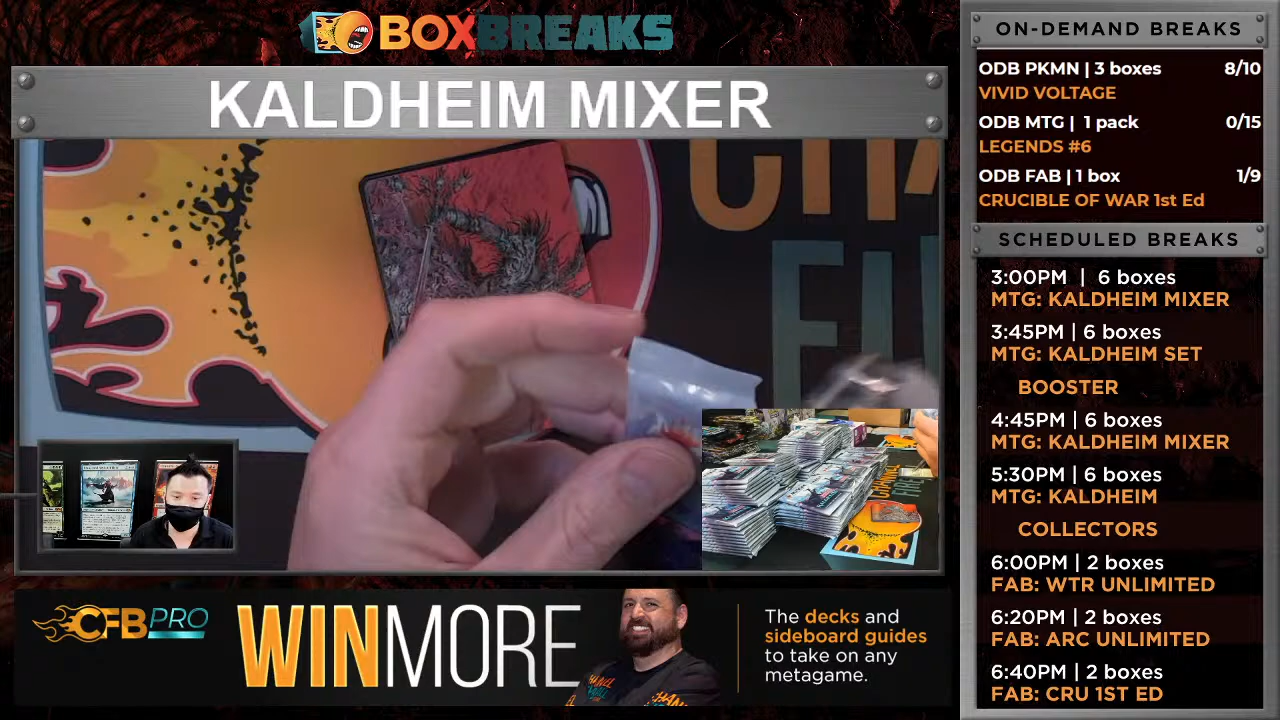 BOXBREAKS
KALDHEIM MIXER
CHA
FI
CHANNEL
FIRE
CFBPRO
WINMORE
The decks and
sideboard guides
to take on any
metagame.
ON-DEMAND BREAKS
ODB PKMN | 3 boxes 8/10
VIVID VOLTAGE
ODB MTG | 1 pack 0/15
LEGENDS #6
ODB FAB | 1 box 1/9
CRUCIBLE OF WAR 1st Ed
SCHEDULED BREAKS
3:00PM | 6 boxes
MTG: KALDHEIM MIXER
3:45PM | 6 boxes
MTG: KALDHEIM SET
BOOSTER
4:45PM | 6 boxes
MTG: KALDHEIM MIXER
5:30PM | 6 boxes
MTG: KALDHEIM
COLLECTORS
6:00PM | 2 boxes
FAB: WTR UNLIMITED
6:20PM | 2 boxes
FAB: ARC UNLIMITED
6:40PM | 2 boxes
FAB: CRU 1ST ED